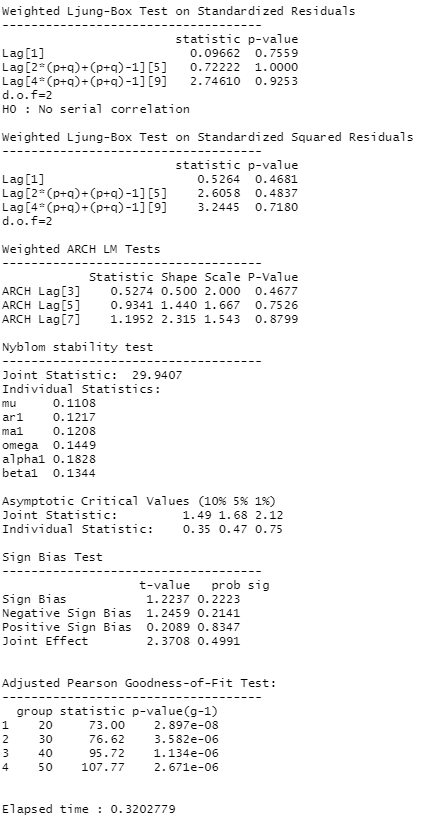 Weighted Ljung-Box Test on Standardized Residuals
------------------------------------
                        statistic p-value
Lag[1]                    0.09662  0.7559
Lag[2*(p+q)+(p+q)-1][5]   0.72222  1.0000
Lag[4*(p+q)+(p+q)-1][9]   2.74610  0.9253
d.o.f=2
H0 : No serial correlation

Weighted Ljung-Box Test on Standardized Squared Residuals
------------------------------------
                        statistic p-value
Lag[1]                     0.5264  0.4681
Lag[2*(p+q)+(p+q)-1][5]    2.6058  0.4837
Lag[4*(p+q)+(p+q)-1][9]    3.2445  0.7180
d.o.f=2

Weighted ARCH LM Tests
------------------------------------
            Statistic Shape Scale P-Value
ARCH Lag[3]    0.5274 0.500 2.000  0.4677
ARCH Lag[5]    0.9341 1.440 1.667  0.7526
ARCH Lag[7]    1.1952 2.315 1.543  0.8799

Nyblom stability test
------------------------------------
Joint Statistic:  29.9407
Individual Statistics:
mu     0.1108
ar1    0.1217
ma1    0.1208
omega  0.1449
alpha1 0.1828
beta1  0.1344

Asymptotic Critical Values (10% 5% 1%)
Joint Statistic:         1.49 1.68 2.12
Individual Statistic:    0.35 0.47 0.75

Sign Bias Test
------------------------------------
                   t-value   prob sig
Sign Bias           1.2237 0.2223
Negative Sign Bias  1.2459 0.2141
Positive Sign Bias  0.2089 0.8347
Joint Effect        2.3708 0.4991

Adjusted Pearson Goodness-of-Fit Test:
------------------------------------
  group statistic p-value(g-1)
1    20     73.00    2.897e-08
2    30     76.62    3.582e-06
3    40     95.72    1.134e-06
4    50    107.77    2.671e-06

Elapsed time : 0.3202779